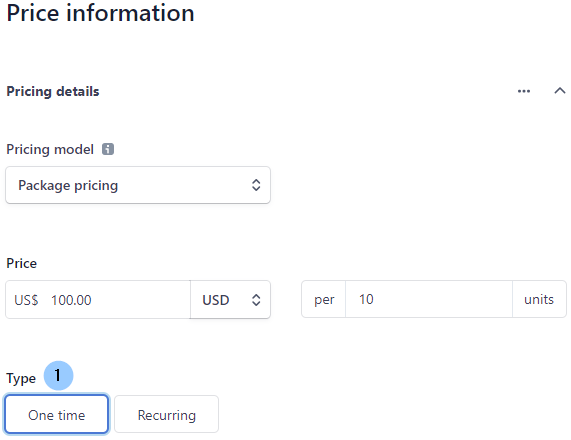 Price information
Pricing details
Pricing model
Package pricing
Price
US$ 100.00 USD per 10 units
Type 1
One time Recurring